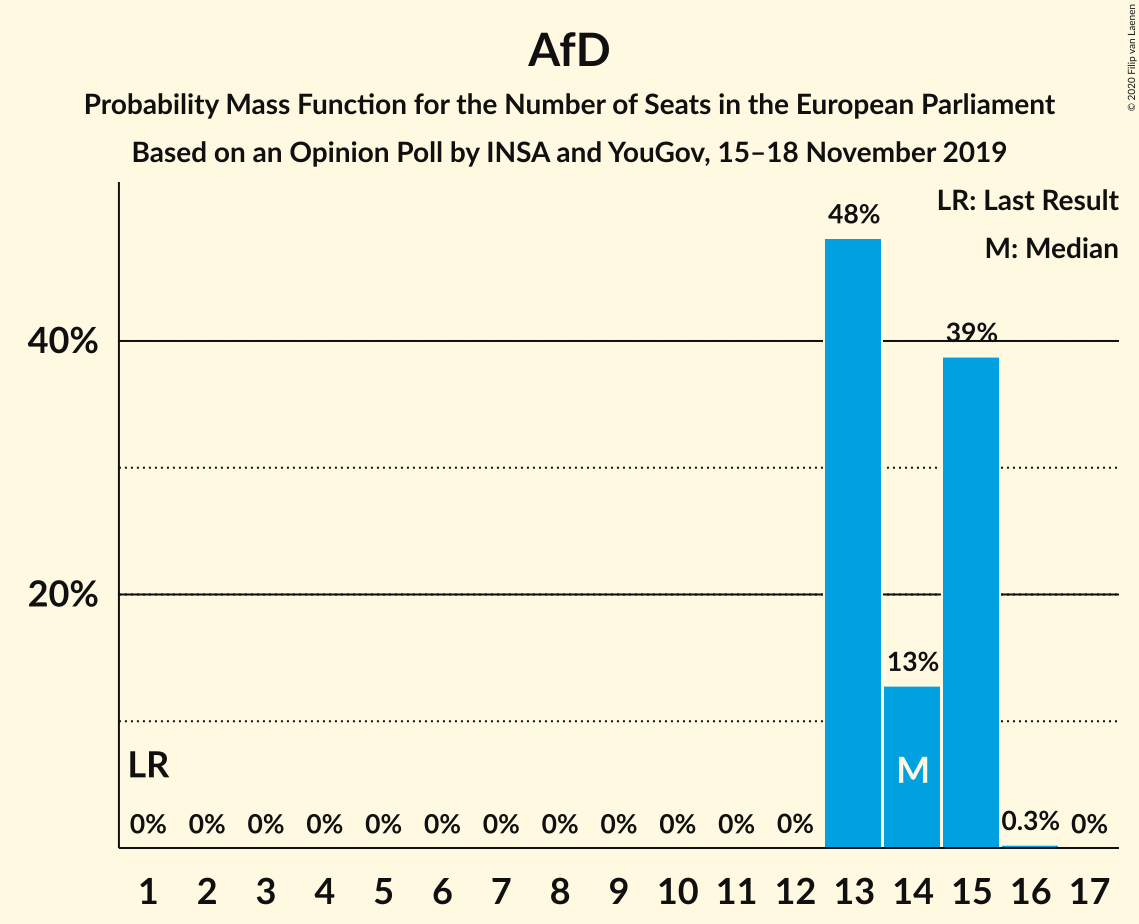 AfD
Probability Mass Function for the Number of Seats in the European Parliament
Based on an Opinion Poll by INSA and YouGov, 15–18 November 2019
© 2020 Filip van Laenen
LR: Last Result
M: Median
48%
39%
40%
20%
13%
LR
M
0% 0% 0% 0% 0% 0% 0% 0% 0% 0% 0% 0% 0.3% 0%
1 2 3 4 5 6 7 8 9 10 11 12 13 14 15 16 17